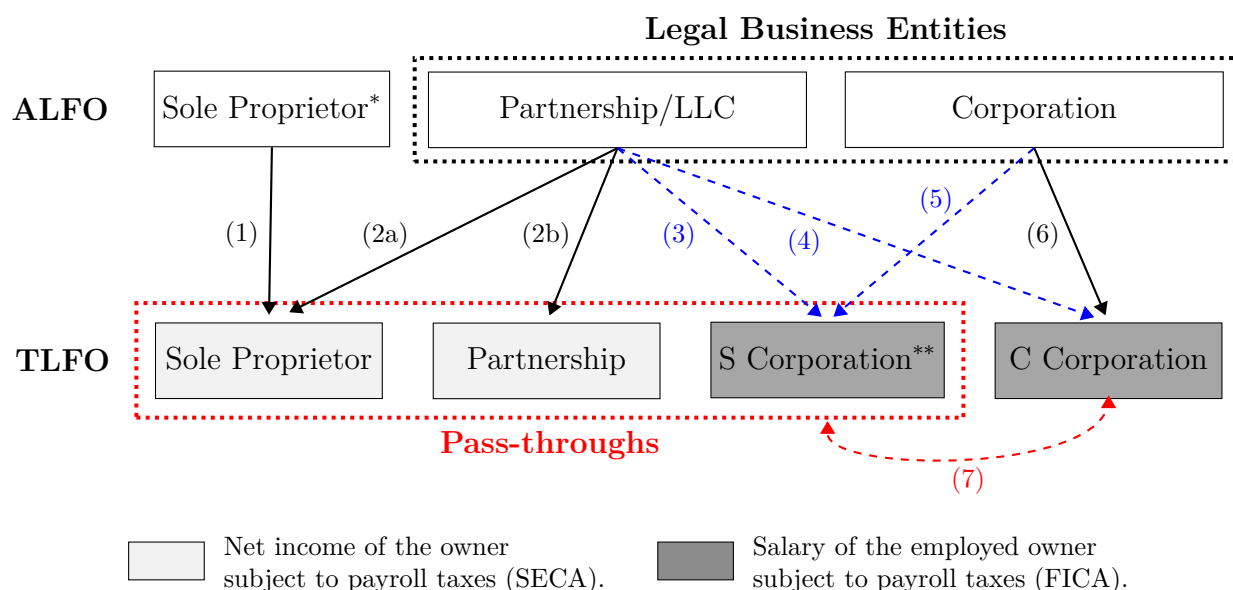 Legal Business Entities
ALFO
Sole Proprietor*
Partnership/LLC
Corporation
(1)
(2a)
(2b)
(3)
(4)
(5)
(6)
TLFO
Sole Proprietor
Partnership
S Corporation**
C Corporation
Pass-throughs
(7)
Net income of the owner
subject to payroll taxes (SECA).
Salary of the employed owner
subject to payroll taxes (FICA).